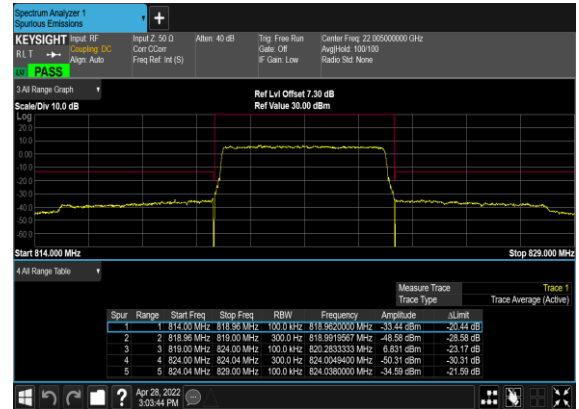 Spectrum Analyzer 1
Spurious Emissions
+
KEYSIGHT Input: RF Input Z: 50 Ω Atten: 40 dB Trig: Free Run Center Freq: 22.005000000 GHz
RLT Coupling: DC Corr CCorr Gate: Off Avg|Hold: 100/100
Align: Auto Freq Ref: Int (S) IF Gain: Low Radio Std: None
LXI PASS
3 All Range Graph
Ref Lvl Offset 7.30 dB
Scale/Div 10.0 dB Ref Value 30.00 dBm
Log
20.0
10.0
0.00
-10.0
-20.0
-30.0
-40.0
-50.0
-60.0
Start 814.000 MHz Stop 829.000 MHz
4 All Range Table
Measure Trace Trace 1
Trace Type Trace Average (Active)
Spur Range Start Freq Stop Freq RBW Frequency Amplitude ΔLimit
1 1 814.00 MHz 818.96 MHz 100.0 kHz 818.9620000 MHz -33.44 dBm -20.44 dB
2 2 818.96 MHz 819.00 MHz 300.0 Hz 818.9919567 MHz -48.58 dBm -28.58 dB
3 3 819.00 MHz 824.00 MHz 100.0 kHz 820.2833333 MHz 6.831 dBm -23.17 dB
4 4 824.00 MHz 824.04 MHz 300.0 Hz 824.0049400 MHz -50.31 dBm -30.31 dB
5 5 824.04 MHz 829.00 MHz 100.0 kHz 824.0380000 MHz -34.59 dBm -21.59 dB
? Apr 28, 2022
3:03:44 PM